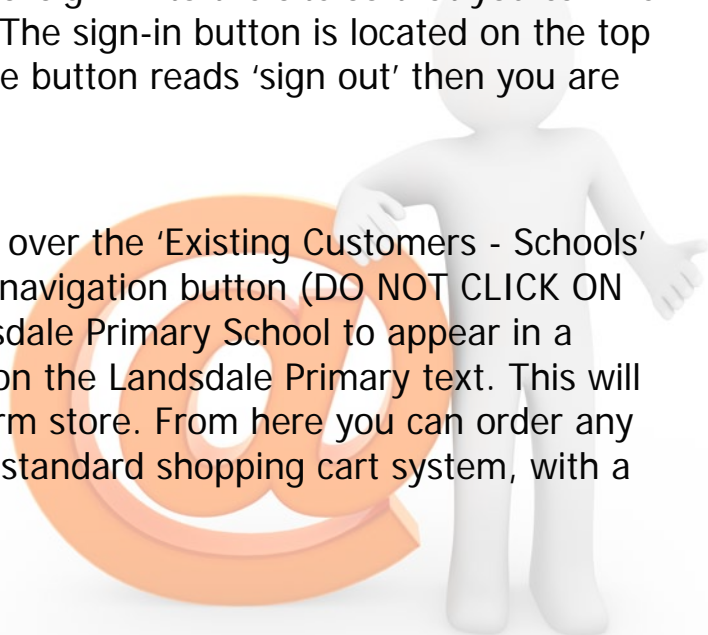 The sign-in button is located on the top
e button reads ‘sign out’ then you are
over the ‘Existing Customers - Schools’
navigation button (DO NOT CLICK ON
sdale Primary School to appear in a
on the Landsdale Primary text. This will
rm store. From here you can order any
standard shopping cart system, with a